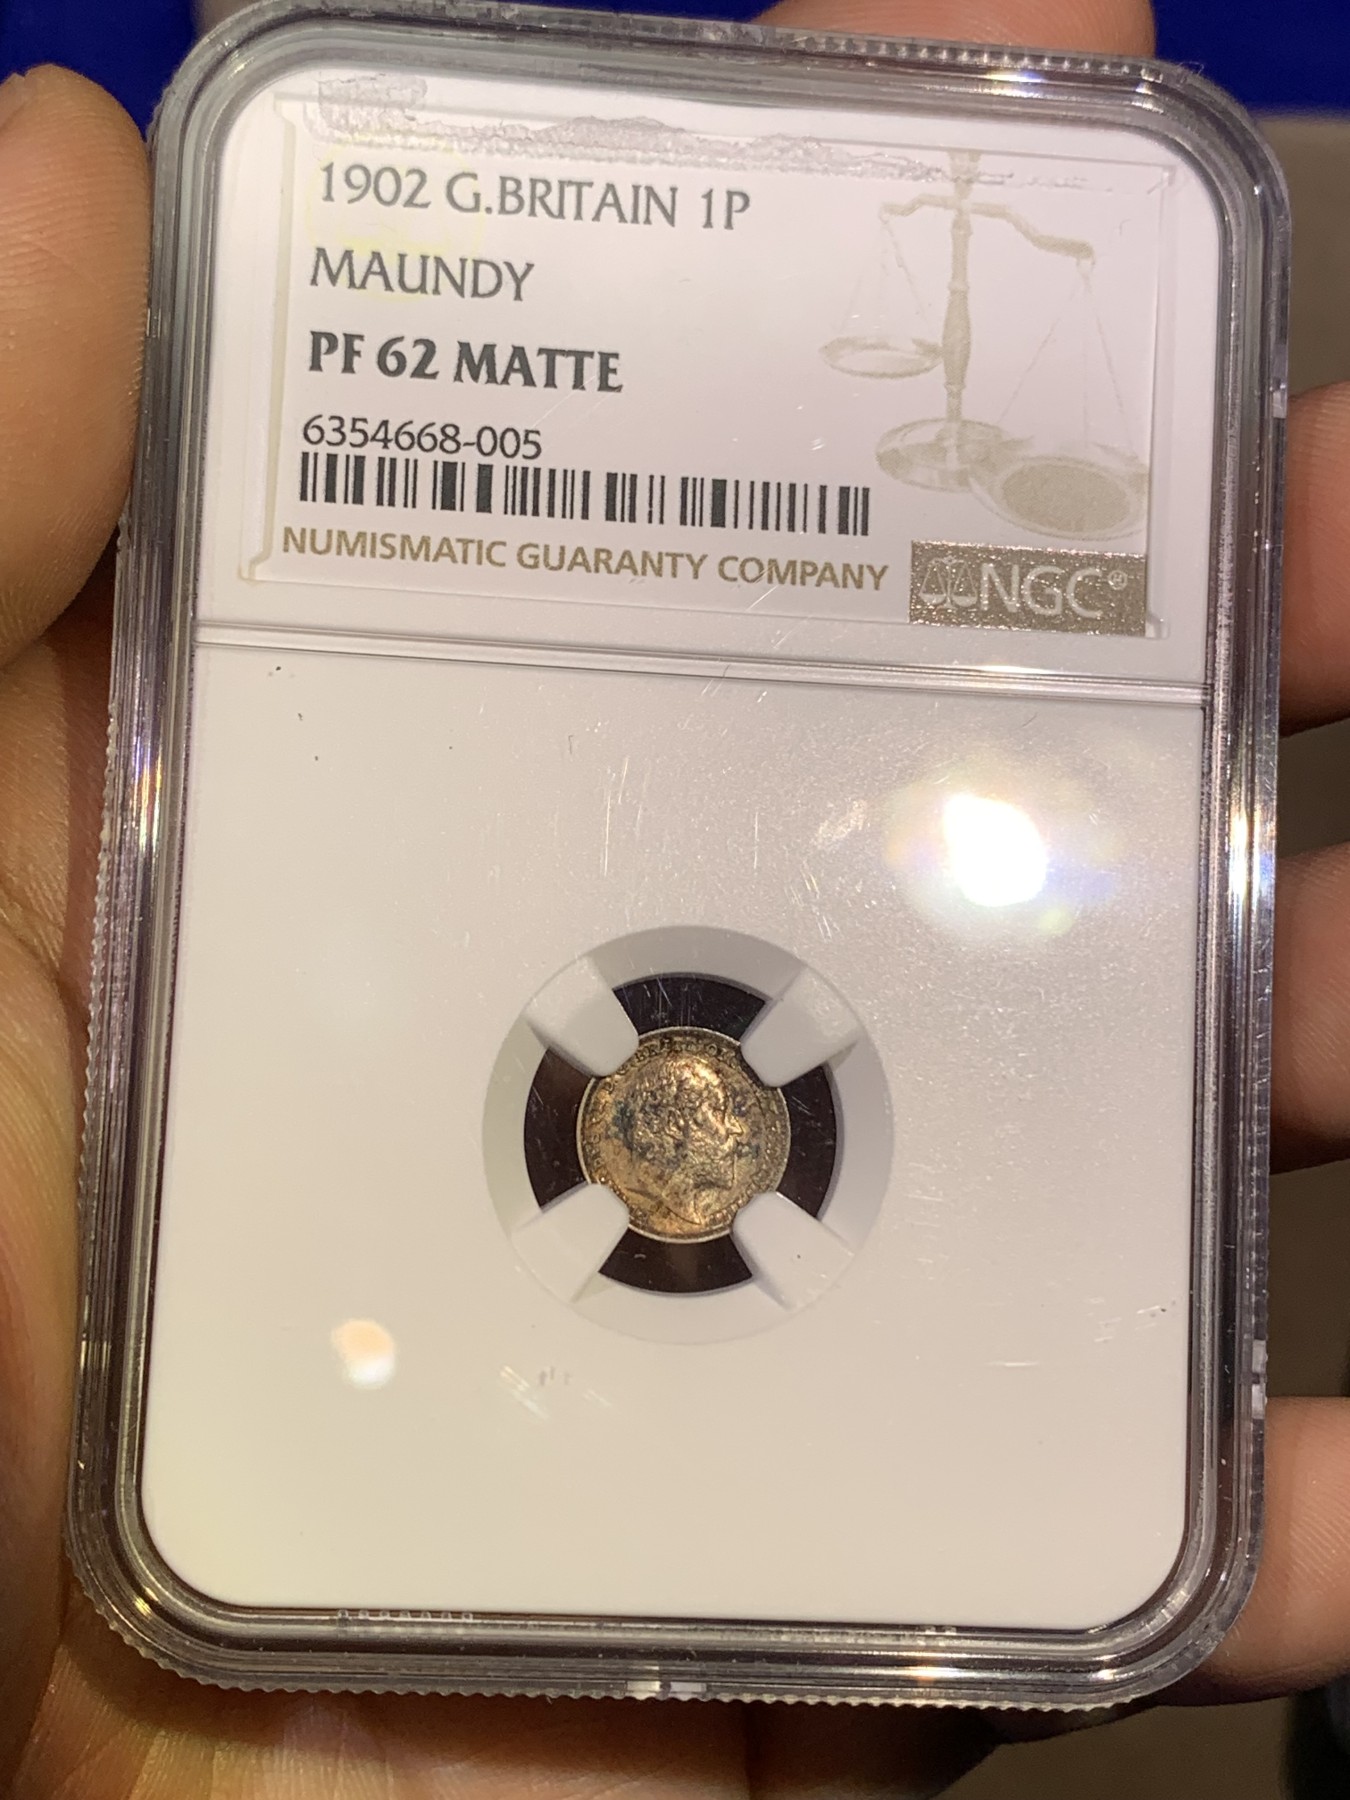 1902 G.BRITAIN 1P
MAUNDY
PF 62 MATTE
6354668-005
NUMISMATIC GUARANTY COMPANY
NGC®